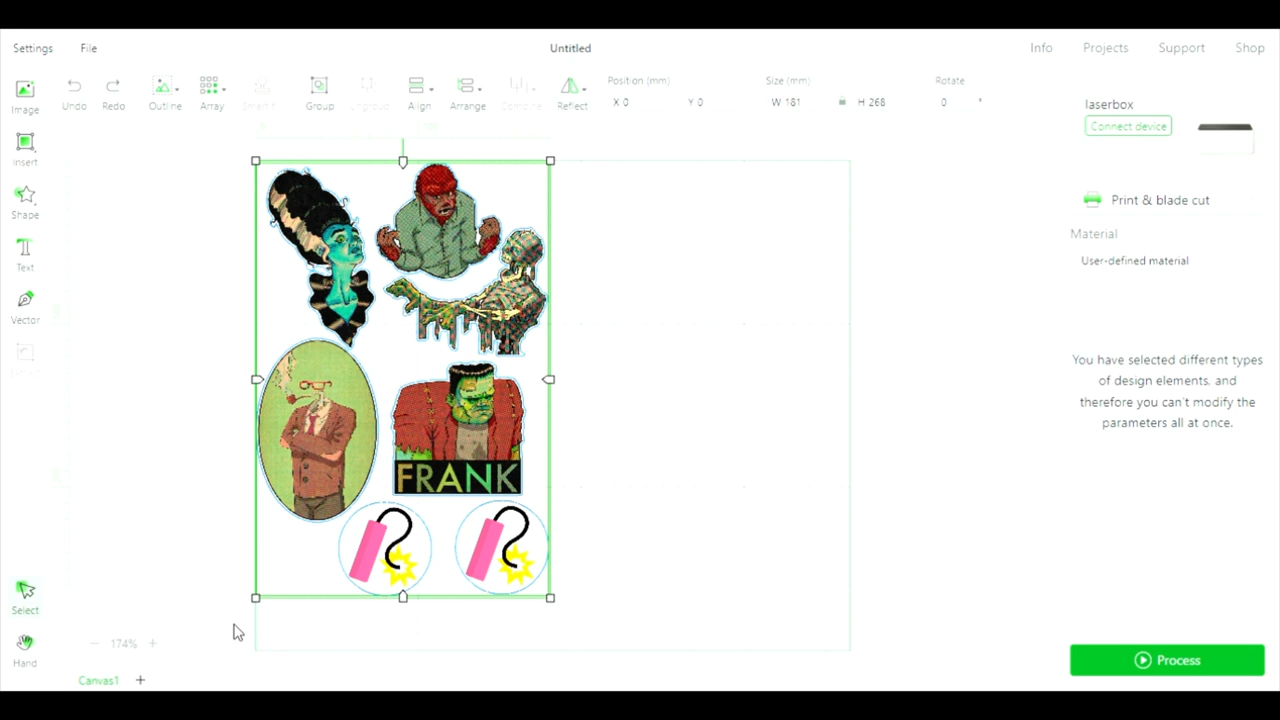 Settings File Untitled Info Projects Support Shop
Position (mm) Size (mm) Rotate
X 0 Y 0 W 181 H 268 0 °
Image Undo Redo Outline Array Group Align Arrange Reflect
laserbox
Connect device
Insert
Shape
Print & blade cut
Material
Text
User-defined material
Vector
You have selected different types
of design elements, and
therefore you can't modify the
parameters all at once.
FRANK
Select
Hand
174%
Process
Canvas1 +